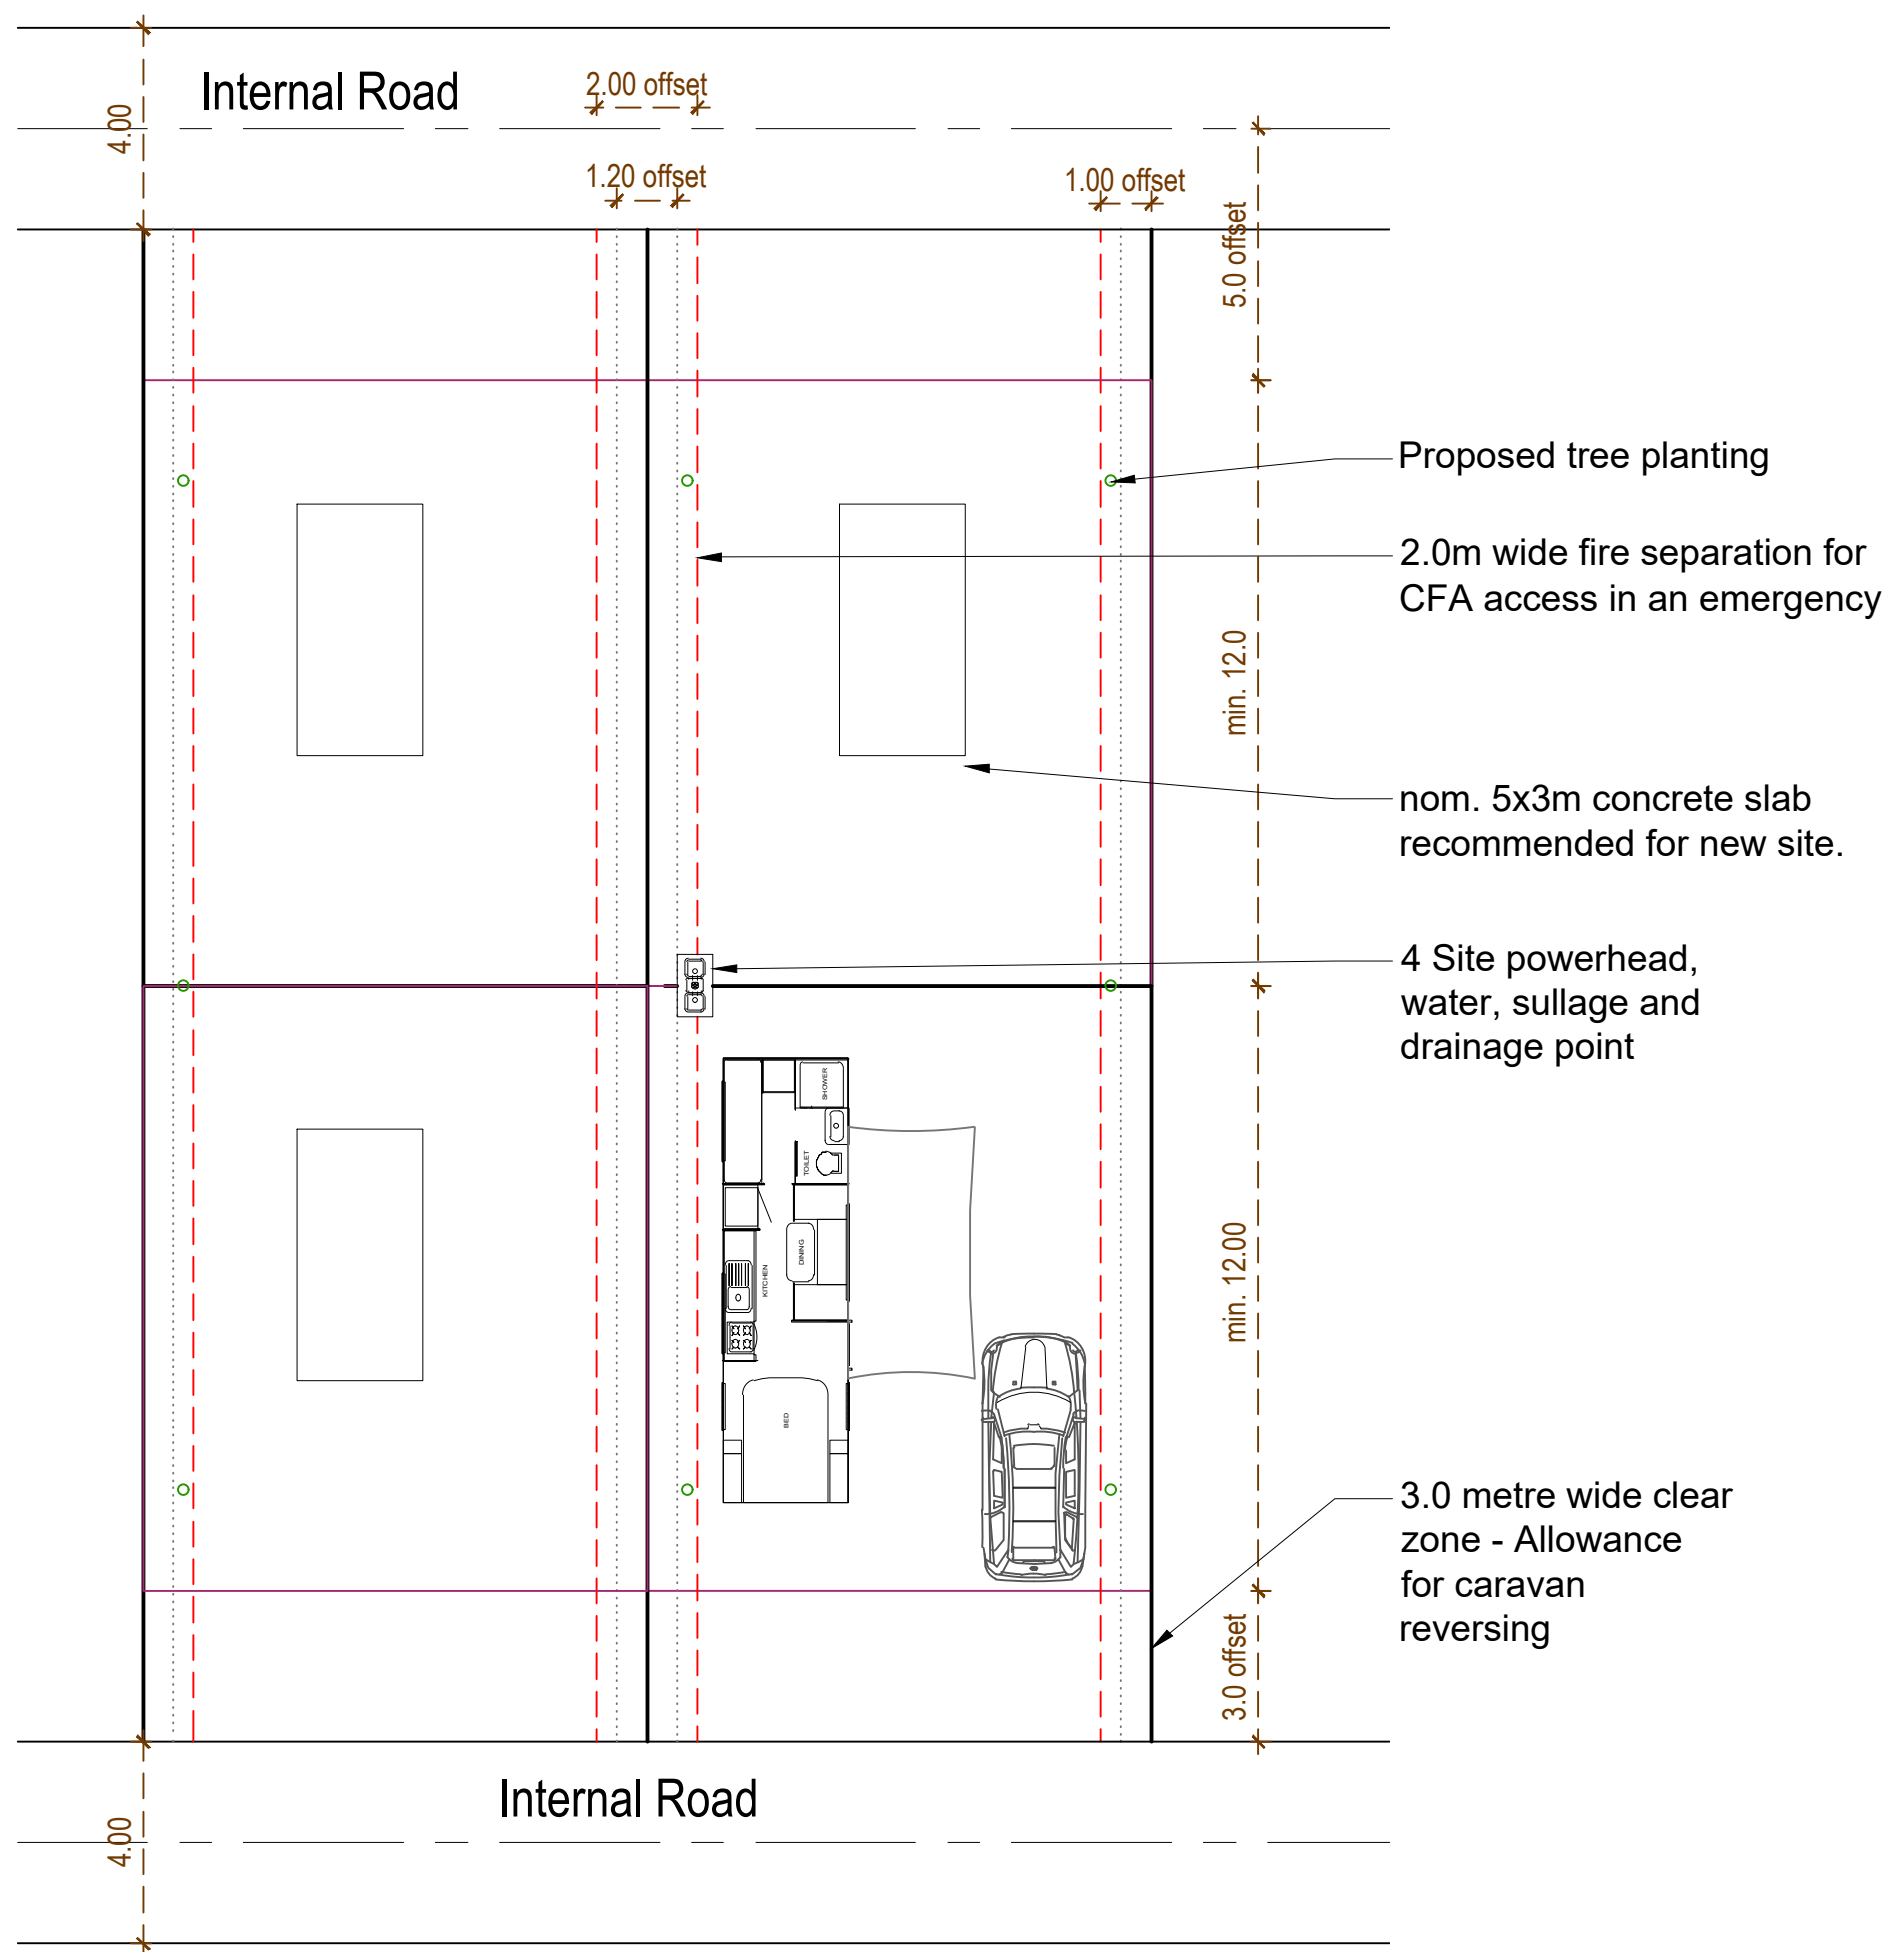 Internal Road
2.00 offset
4.00
1.20 offset
1.00 offset
5.0 offset
Proposed tree planting
2.0m wide fire separation for
CFA access in an emergency
min. 12.0
nom. 5x3m concrete slab
recommended for new site.
4 Site powerhead,
water, sullage and
drainage point
SHOWER
TOILET
DINING
KITCHEN
BED
min. 12.00
3.0 metre wide clear
zone - Allowance
for caravan
reversing
3.0 offset
Internal Road
4.00